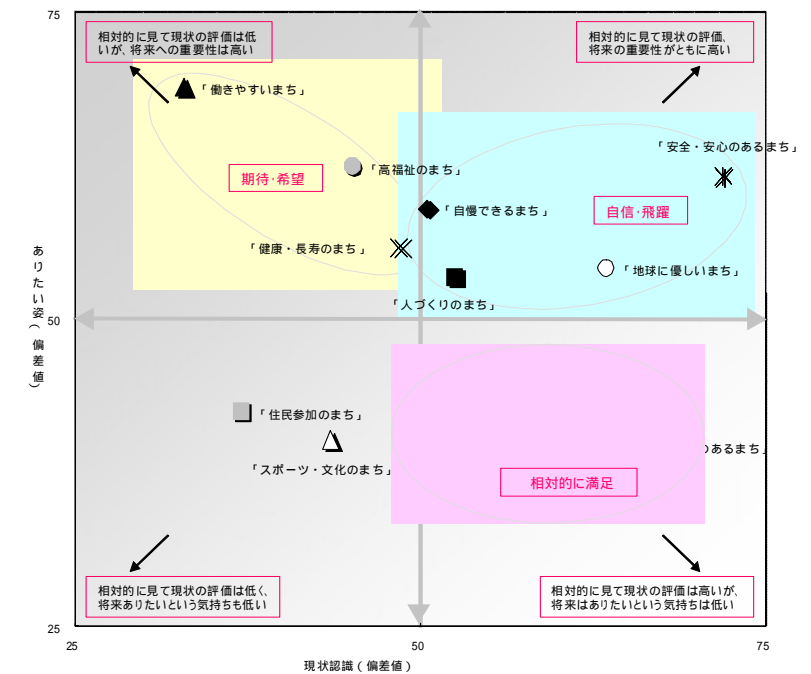 75
相対的に見て現状の評価は低
いが、将来への重要性は高い
相対的に見て現状の評価、
将来の重要性がともに高い
「働きやすいまち」
「安全・安心のあるまち」
「高福祉のまち」
期待・希望
自信・飛躍
「自慢できるまち」
「健康・長寿のまち」
「地球に優しいまち」
「人づくりのまち」
ありたい姿(偏差値)
50
「住民参加のまち」
「スポーツ・文化のまち」
のあるまち」
相対的に満足
相対的に見て現状の評価は低く、
将来ありたいという気持ちも低い
相対的に見て現状の評価は高いが、
将来はありたいという気持ちは低い
25
25
50
75
現状認識(偏差値)